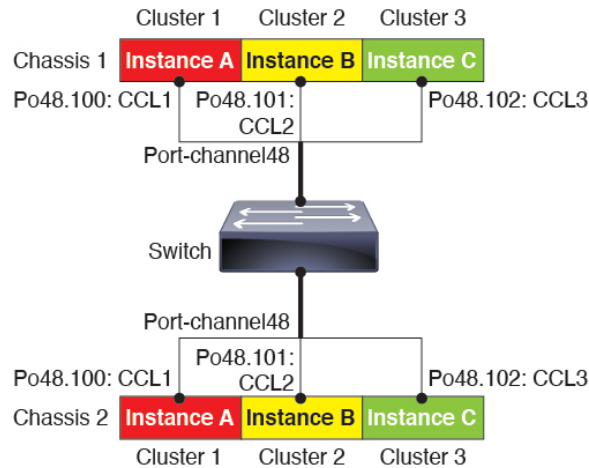 Cluster 1 Cluster 2 Cluster 3
Chassis 1 Instance A Instance B Instance C
Po48.100: CCL1 Po48.101: CCL2 Po48.102: CCL3
Port-channel48
Switch
Port-channel48
Po48.100: CCL1 Po48.101: CCL2 Po48.102: CCL3
Chassis 2 Instance A Instance B Instance C
Cluster 1 Cluster 2 Cluster 3